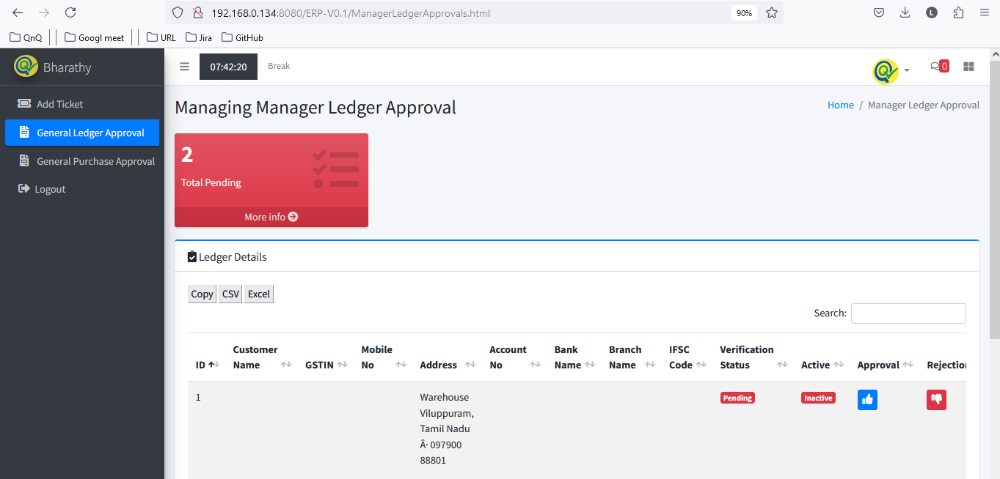 192.168.0.134:8080/ERP-V0.1/ManagerLedgerApprovals.html
90%
L
QnQ
Googl meet
URL
Jira
GitHub
Bharathy
07:42:20
Break
0
Add Ticket
General Ledger Approval
General Purchase Approval
Logout
Managing Manager Ledger Approval
Home / Manager Ledger Approval
2
Total Pending
More info
Ledger Details
Copy CSV Excel
Search:
ID
Customer Name
GSTIN
Mobile No
Address
Account No
Bank Name
Branch Name
IFSC Code
Verification Status
Active
Approval
Rejection
1
Warehouse
Viluppuram,
Tamil Nadu
Â· 097900
88801
Pending
Inactive